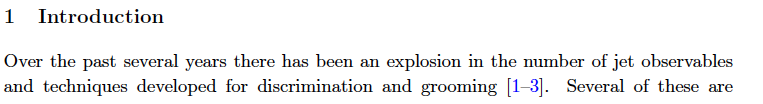 1 Introduction
Over the past several years there has been an explosion in the number of jet observables
and techniques developed for discrimination and grooming [1–3]. Several of these are